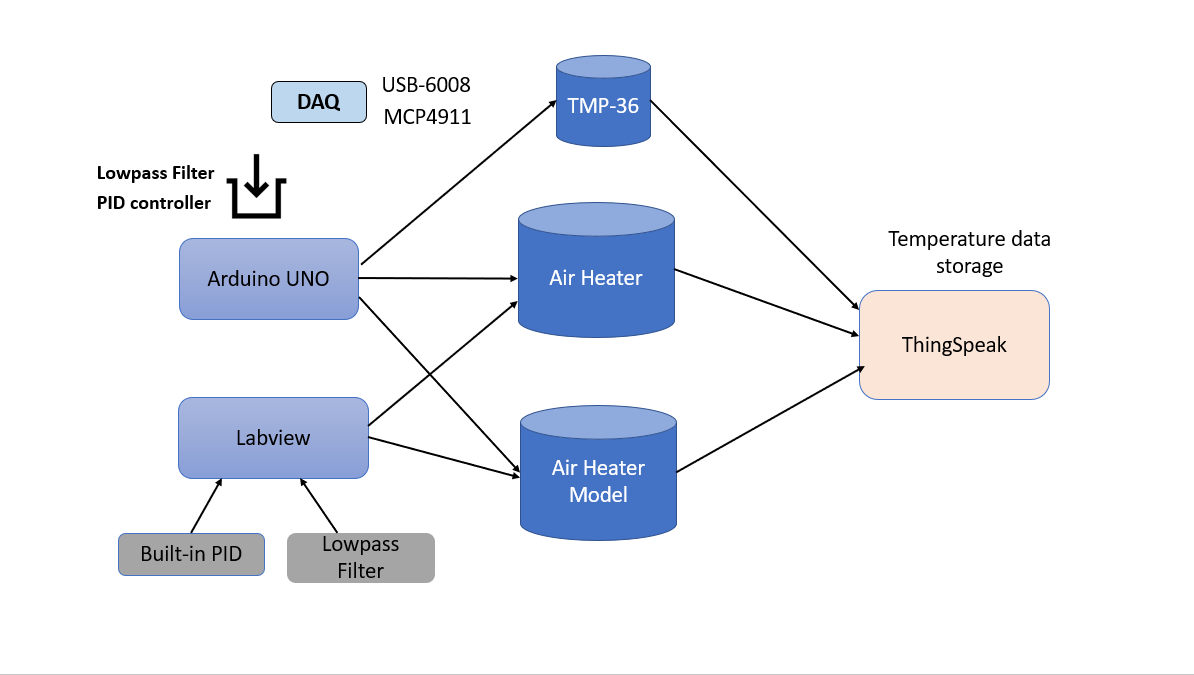 DAQ
USB-6008
MCP4911
TMP-36
Lowpass Filter
PID controller
Arduino UNO
Air Heater
Temperature data
storage
ThingSpeak
Labview
Air Heater
Model
Built-in PID
Lowpass
Filter